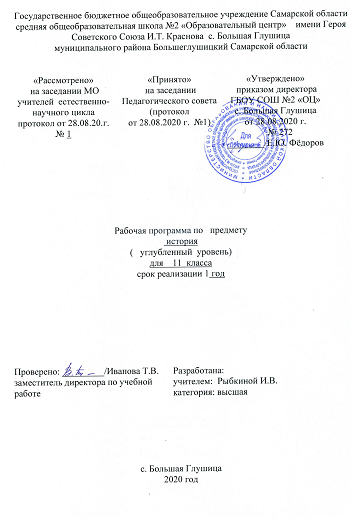 Государственное бюджетное общеобразовательное учреждение Самарской области
средняя общеобразовательная школа №2 «Образовательный центр» имени Героя
Советского Союза И.Т. Краснова с. Большая Глушица
муниципального района Большеглушицкий Самарской области
«Рассмотрено»
на заседании МО
учителей естественно-
научного цикла
протокол от 28.08.20.г.
№ 1
«Принято»
на заседании
Педагогического совета
(протокол
от 28.08.2020 г. №1)
«Утверждено»
приказом директора
ГБОУ СОШ №2 «ОЦ»
с. Большая Глушица
от 28.08.2020 г.
№ 272
Е.Ю. Фёдоров
Для
Рабочая программа по предмету
история
( углубленный уровень)
для 11 класса
срок реализации 1 год
Проверено: /Иванова Т.В.
заместитель директора по учебной
работе
Разработана:
учителем: Рыбкиной И.В.
категория: высшая
с. Большая Глушица
2020 год